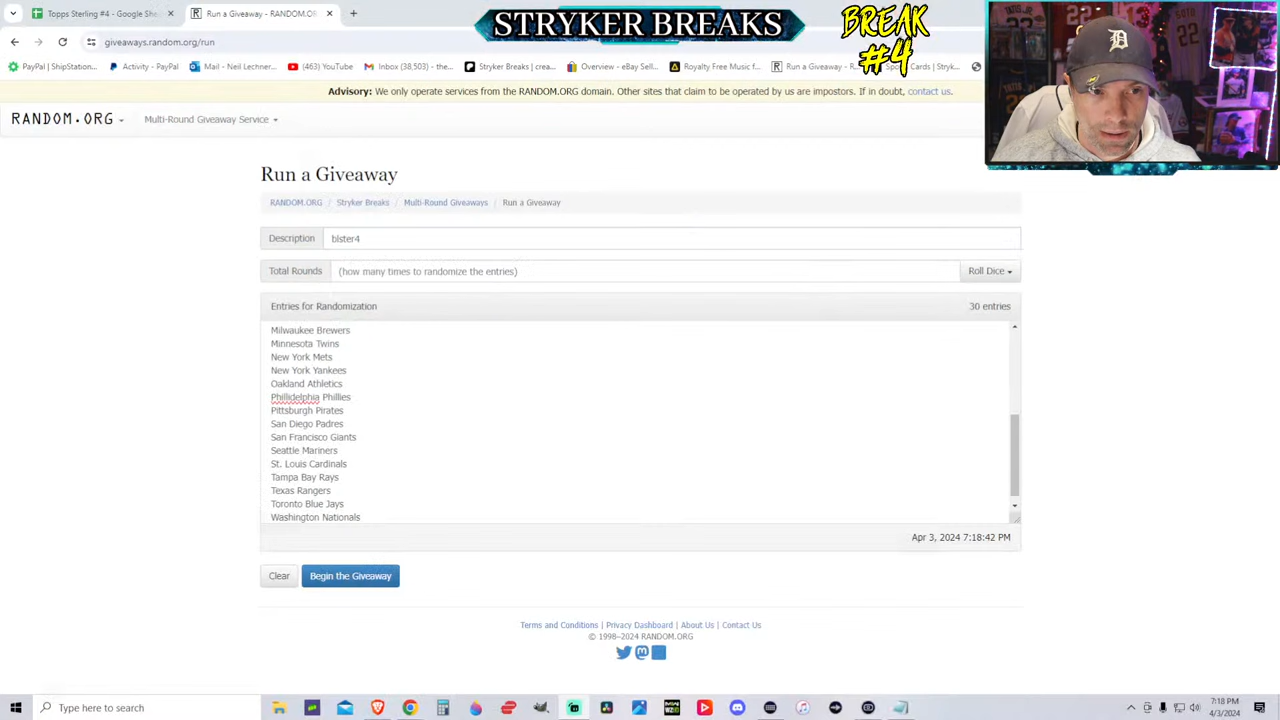 Topps Sterling #4 - Google Sheets
Run a Giveaway - RANDOM.OR
STRYKER BREAKS
BREAK
#4
giveaways.random.org/run
PayPal | ShipStation...
Activity - PayPal
Mail - Neil Lechner...
(463) YouTube
Inbox (38,503) - the...
Stryker Breaks | crea...
Overview - eBay Sel...
Royalty Free Music f...
Run a Giveaway - R...
Sports Cards | Stryk...
Advisory: We only operate services from the RANDOM.ORG domain. Other sites that claim to be operated by us are impostors. If in doubt, contact us.
RANDOM.ORG
Multi-Round Giveaway Service
Run a Giveaway
RANDOM.ORG / Stryker Breaks / Multi-Round Giveaways / Run a Giveaway
Description blster4
Total Rounds (how many times to randomize the entries) Roll Dice
Entries for Randomization 30 entries
Milwaukee Brewers
Minnesota Twins
New York Mets
New York Yankees
Oakland Athletics
Phillidelphia Phillies
Pittsburgh Pirates
San Diego Padres
San Francisco Giants
Seattle Mariners
St. Louis Cardinals
Tampa Bay Rays
Texas Rangers
Toronto Blue Jays
Washington Nationals
Apr 3, 2024 7:18:42 PM
Clear
Begin the Giveaway
Terms and Conditions | Privacy Dashboard | About Us | Contact Us
© 1998–2024 RANDOM.ORG
Type here to search
7:18 PM
4/3/2024